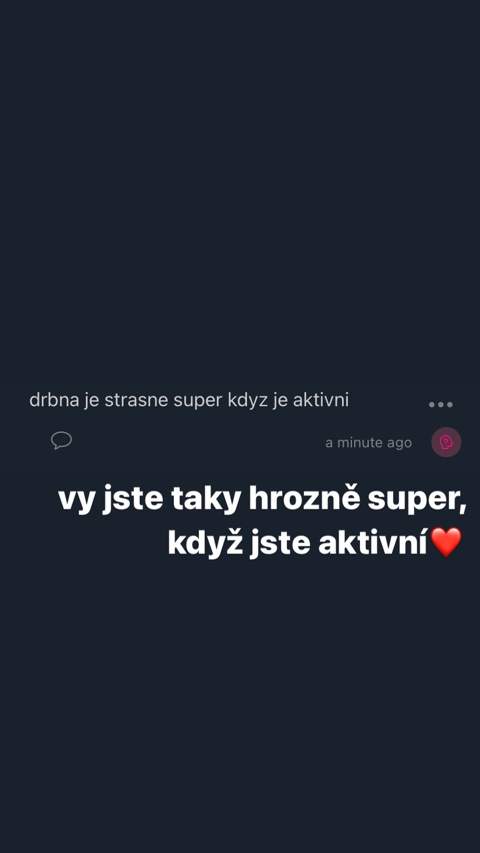 drbna je strasne super kdyz je aktivni
a minute ago
vy jste taky hrozně super,
když jste aktivní❤️